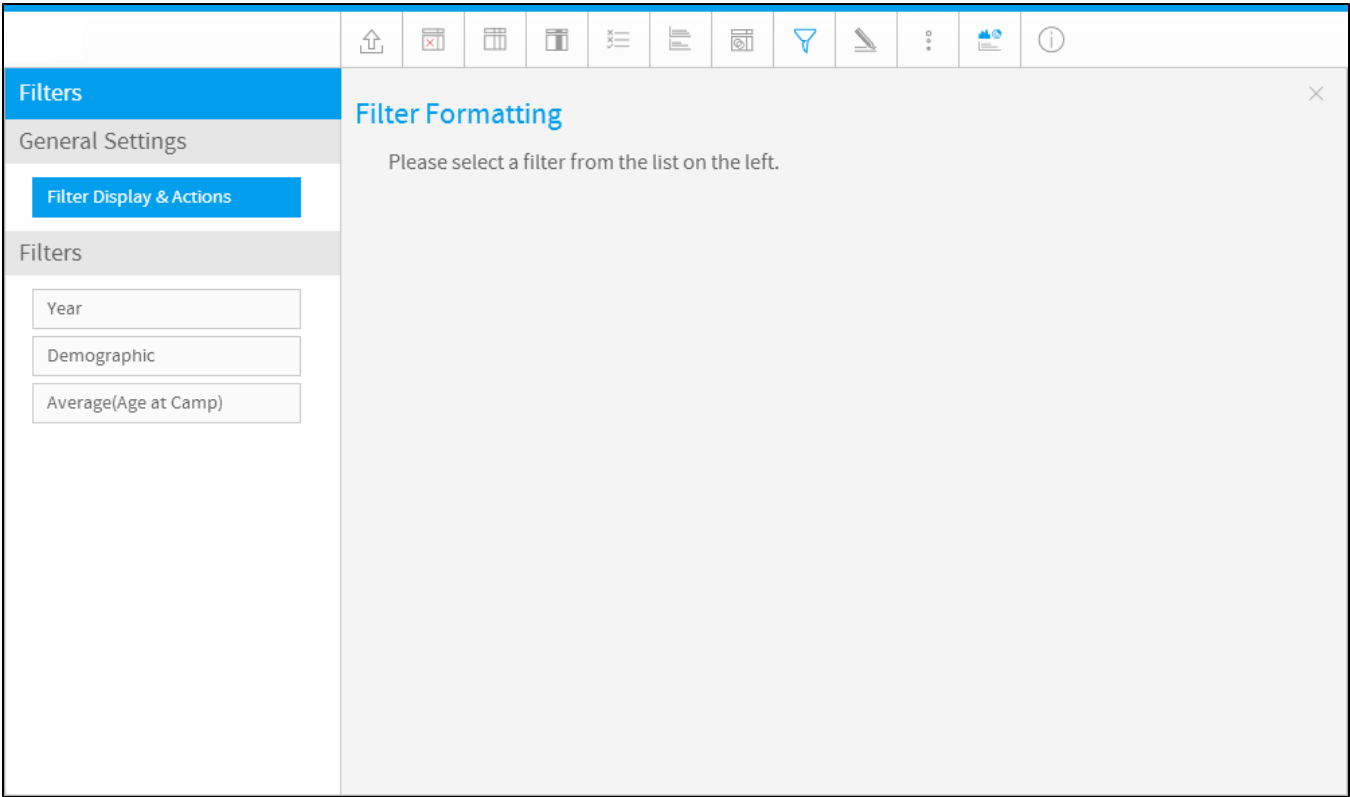 Filters
General Settings
Filter Display & Actions
Filters
Year
Demographic
Average(Age at Camp)
Filter Formatting
Please select a filter from the list on the left.